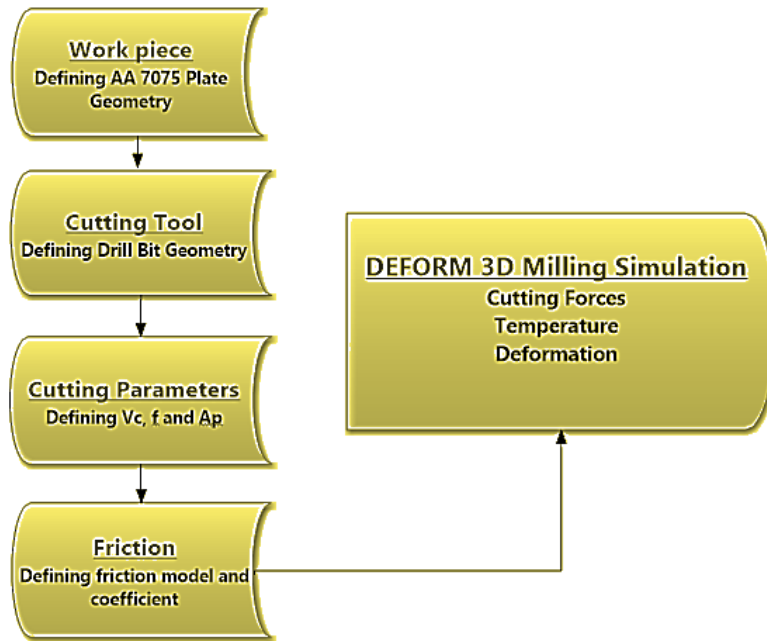 Work piece
Defining AA 7075 Plate
Geometry
Cutting Tool
Defining Drill Bit Geometry
Cutting Parameters
Defining Vc, f and Ap
Friction
Defining friction model and
coefficient
DEFORM 3D Milling Simulation
Cutting Forces
Temperature
Deformation